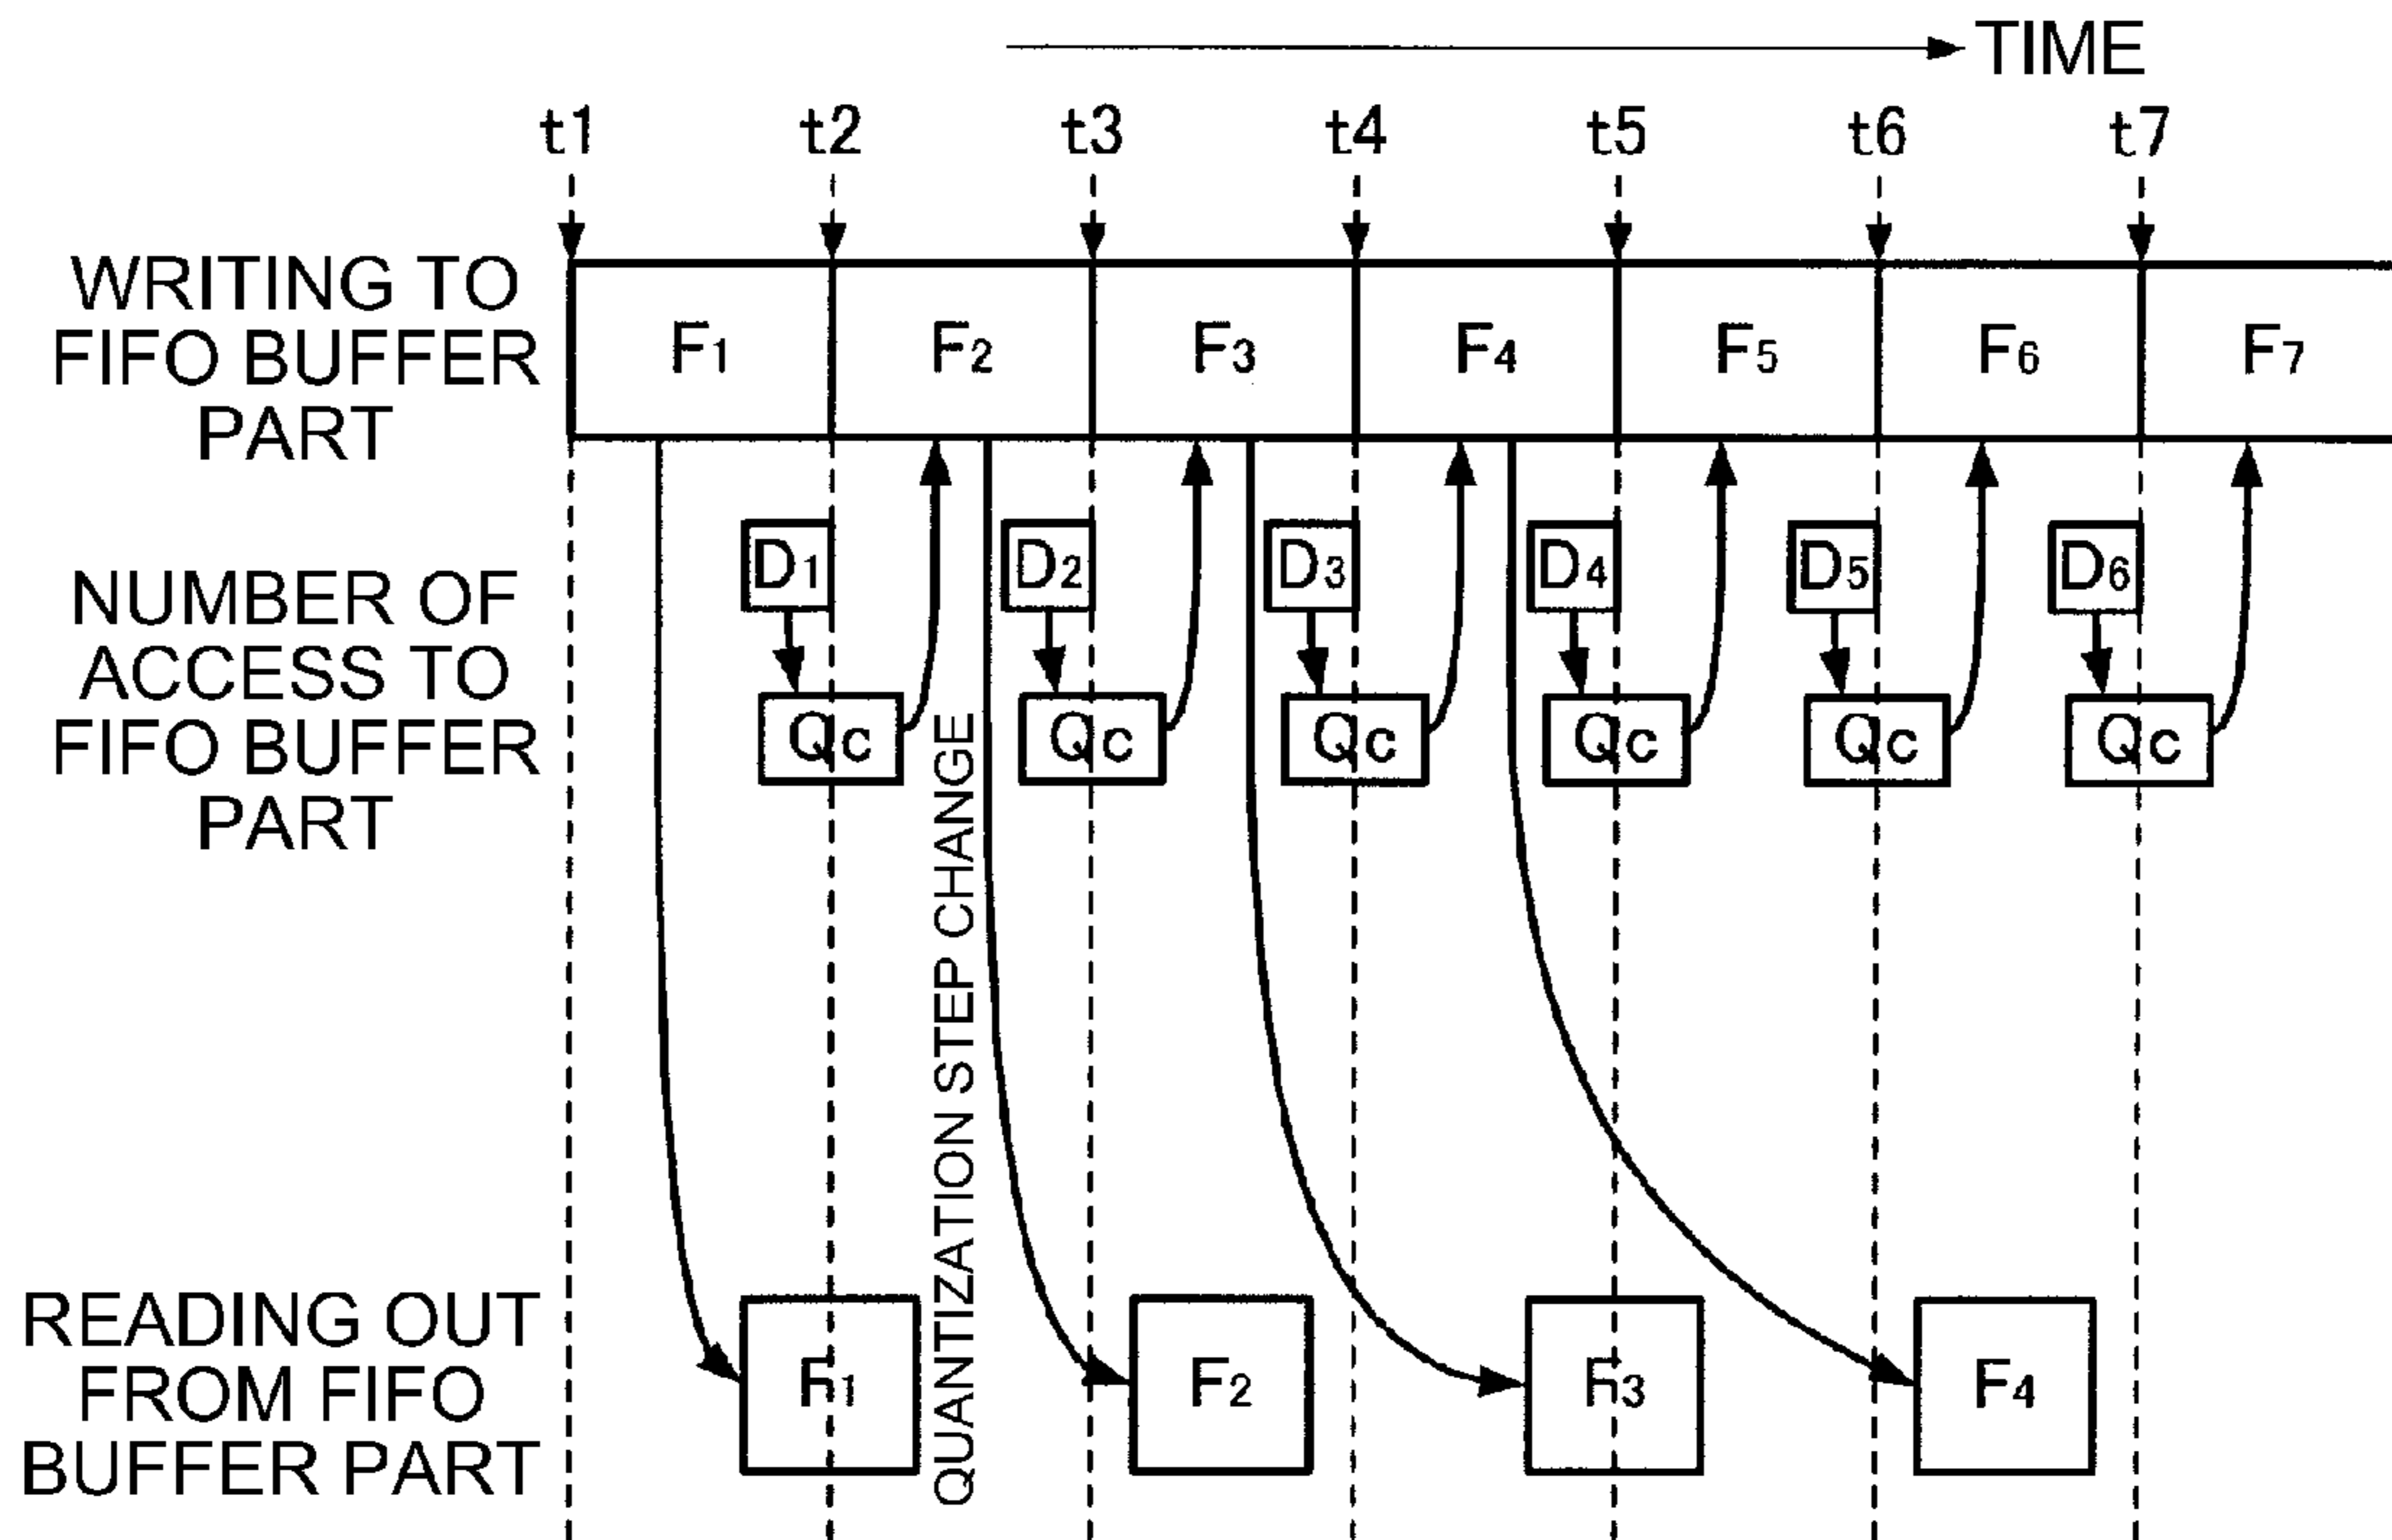 TIME
t1 t2 t3 t4 t5 t6 t7
WRITING TO
FIFO BUFFER
PART
F1 F2 F3 F4 F5 F6 F7
NUMBER OF
ACCESS TO
FIFO BUFFER
PART
D1 D2 D3 D4 D5 D6
Qc Qc Qc Qc Qc Qc
QUANTIZATION STEP CHANGE
READING OUT
FROM FIFO
BUFFER PART
F1 F2 F3 F4